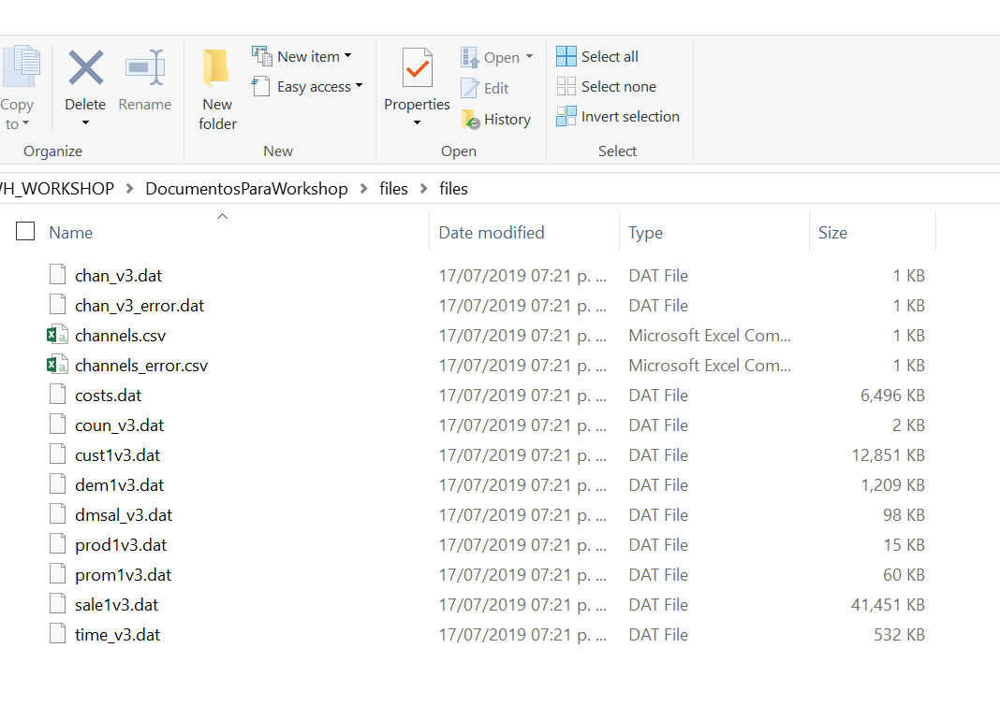 Copy to
Delete
Rename
Organize
New folder
New item
Easy access
New
Properties
Open
Edit
History
Open
Select all
Select none
Invert selection
Select
WH_WORKSHOP > DocumentosParaWorkshop > files > files
Name Date modified Type Size
chan_v3.dat 17/07/2019 07:21 p. ... DAT File 1 KB
chan_v3_error.dat 17/07/2019 07:21 p. ... DAT File 1 KB
channels.csv 17/07/2019 07:21 p. ... Microsoft Excel Com... 1 KB
channels_error.csv 17/07/2019 07:21 p. ... Microsoft Excel Com... 1 KB
costs.dat 17/07/2019 07:21 p. ... DAT File 6,496 KB
coun_v3.dat 17/07/2019 07:21 p. ... DAT File 2 KB
cust1v3.dat 17/07/2019 07:21 p. ... DAT File 12,851 KB
dem1v3.dat 17/07/2019 07:21 p. ... DAT File 1,209 KB
dmsal_v3.dat 17/07/2019 07:21 p. ... DAT File 98 KB
prod1v3.dat 17/07/2019 07:21 p. ... DAT File 15 KB
prom1v3.dat 17/07/2019 07:21 p. ... DAT File 60 KB
sale1v3.dat 17/07/2019 07:21 p. ... DAT File 41,451 KB
time_v3.dat 17/07/2019 07:21 p. ... DAT File 532 KB